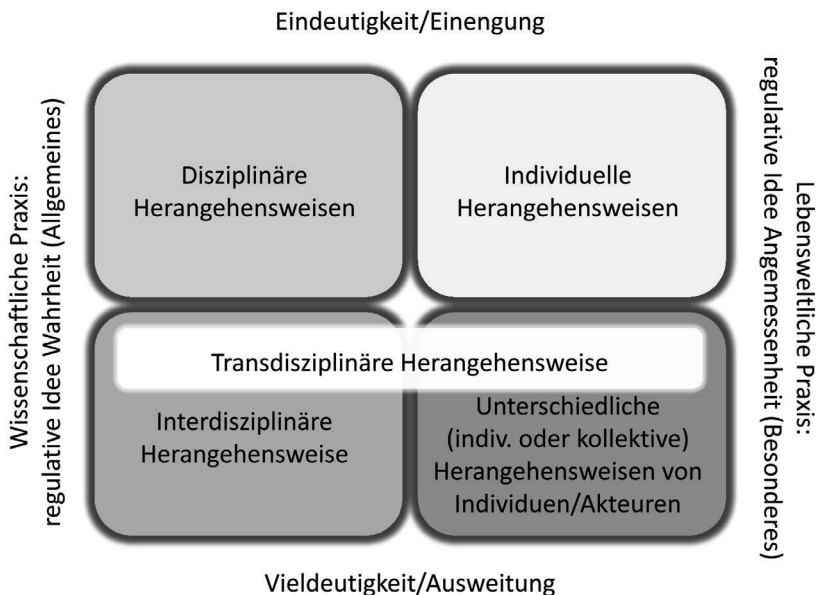 Eindeutigkeit/Einengung
Wissenschaftliche Praxis:
regulative Idee Wahrheit (Allgemeines)
Disziplinäre
Herangehensweisen
Individuelle
Herangehensweisen
Lebensweltliche Praxis:
regulative Idee Angemessenheit (Besonderes)
Transdisziplinäre Herangehensweise
Interdisziplinäre
Herangehensweise
Unterschiedliche
(indiv. oder kollektive)
Herangehensweisen von
Individuen/Akteuren
Vieldeutigkeit/Ausweitung